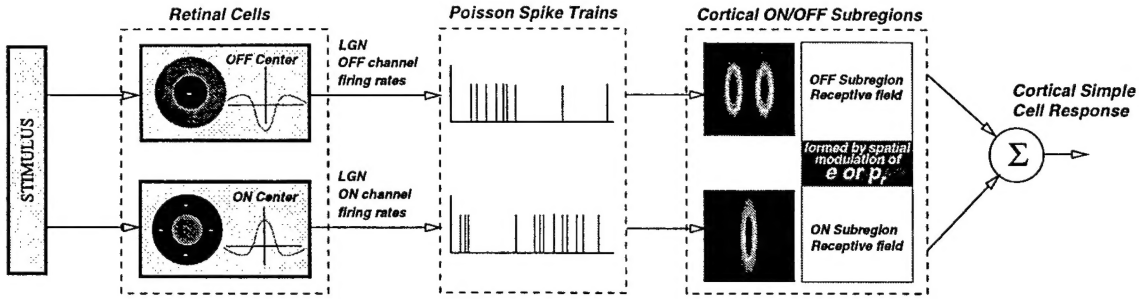 Retinal Cells
Poisson Spike Trains
Cortical ON/OFF Subregions
STIMULUS
OFF Center
LGN
OFF channel
firing rates
OFF Subregion
Receptive field
Cortical Simple
Cell Response
formed by spatial
modulation of
e or pr
Σ
ON Center
LGN
ON channel
firing rates
ON Subregion
Receptive field